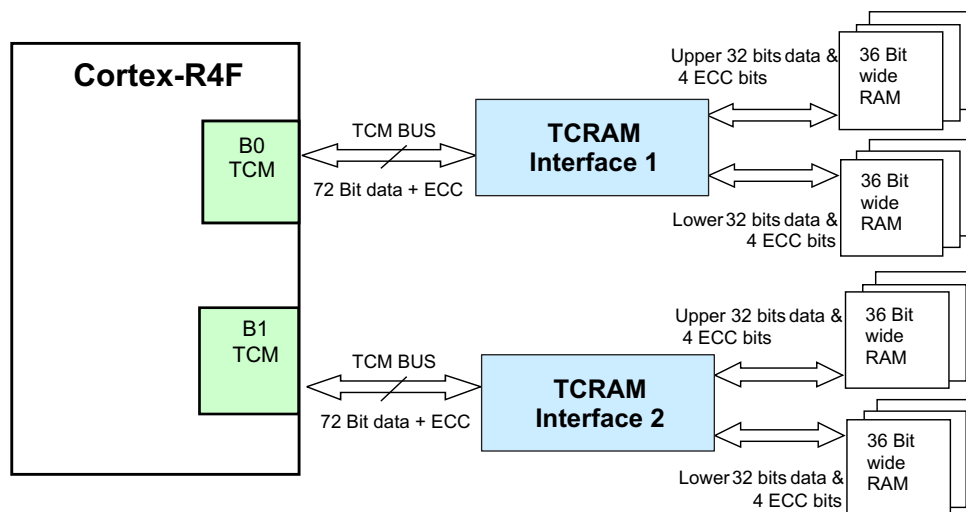 Cortex-R4F
B0
TCM
TCM BUS
72 Bit data + ECC
TCRAM
Interface 1
Upper 32 bits data &
4 ECC bits
36 Bit
wide
RAM
Lower 32 bits data &
4 ECC bits
36 Bit
wide
RAM
B1
TCM
TCM BUS
72 Bit data + ECC
TCRAM
Interface 2
Upper 32 bits data &
4 ECC bits
36 Bit
wide
RAM
Lower 32 bits data &
4 ECC bits
36 Bit
wide
RAM